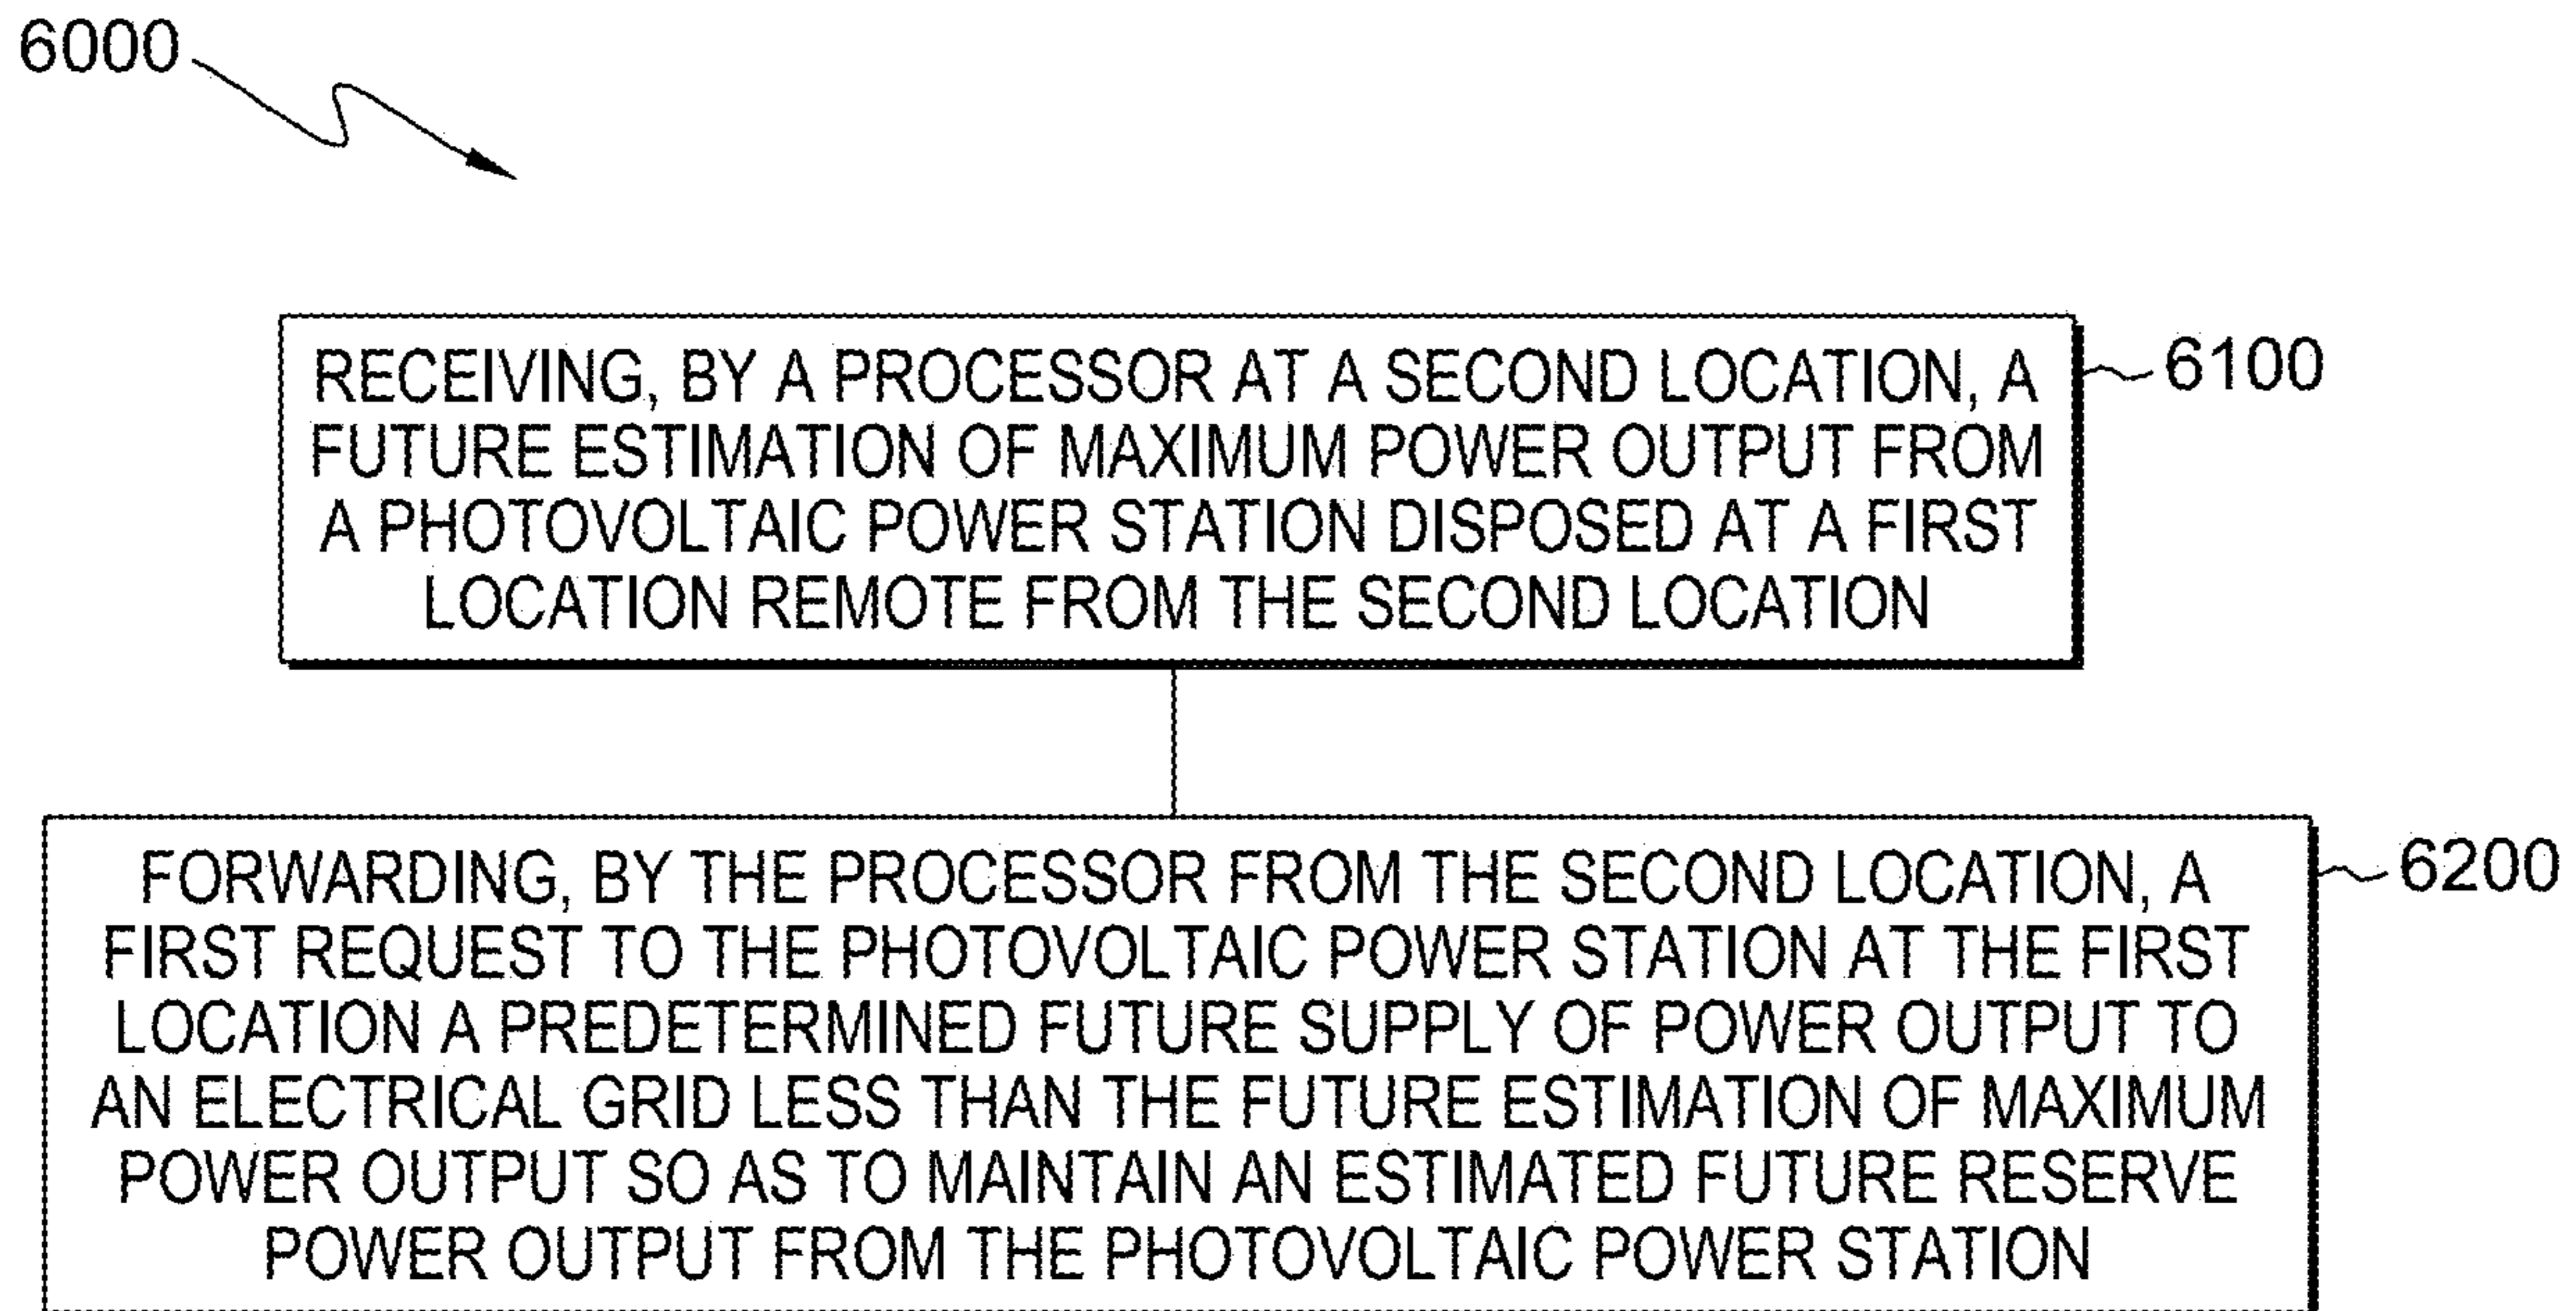 6000
RECEIVING, BY A PROCESSOR AT A SECOND LOCATION, A
FUTURE ESTIMATION OF MAXIMUM POWER OUTPUT FROM
A PHOTOVOLTAIC POWER STATION DISPOSED AT A FIRST
LOCATION REMOTE FROM THE SECOND LOCATION
6100
FORWARDING, BY THE PROCESSOR FROM THE SECOND LOCATION, A
FIRST REQUEST TO THE PHOTOVOLTAIC POWER STATION AT THE FIRST
LOCATION A PREDETERMINED FUTURE SUPPLY OF POWER OUTPUT TO
AN ELECTRICAL GRID LESS THAN THE FUTURE ESTIMATION OF MAXIMUM
POWER OUTPUT SO AS TO MAINTAIN AN ESTIMATED FUTURE RESERVE
POWER OUTPUT FROM THE PHOTOVOLTAIC POWER STATION
6200